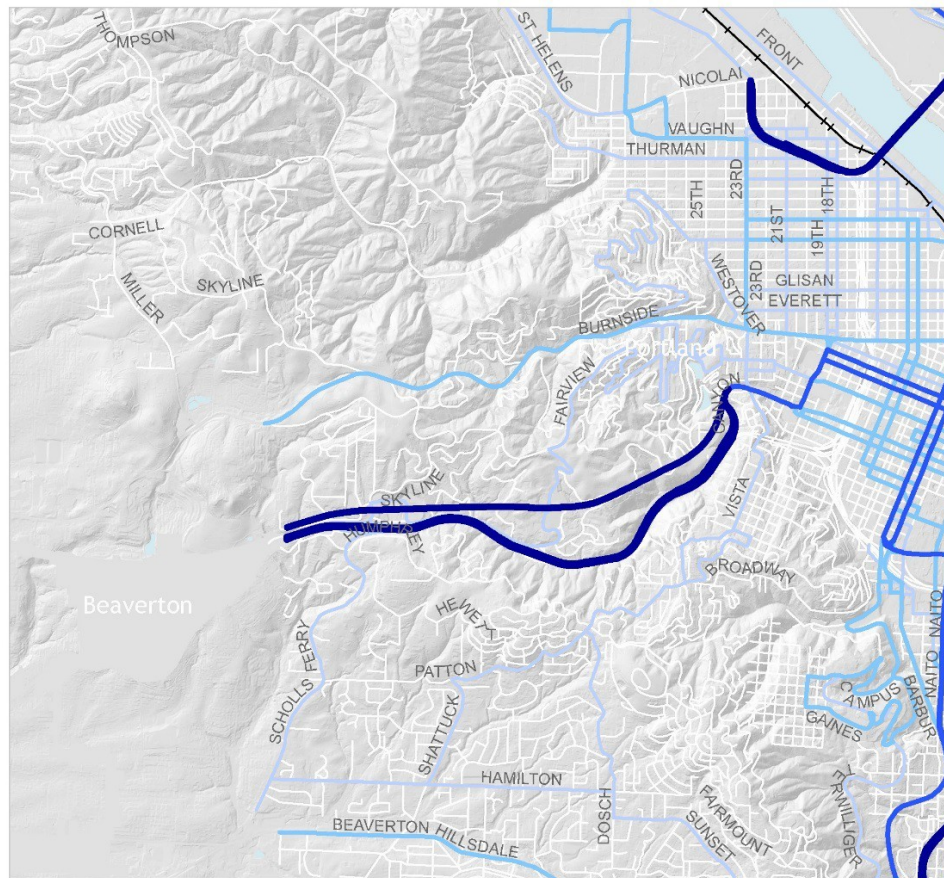 THOMPSON
ST HELENS
FRONT
NICOLAI
VAUGHN
THURMAN
25TH
23RD
21ST
19TH
18TH
CORNELL
MILLER
SKYLINE
WESTOVER
23RD
GLISAN
EVERETT
BURNSIDE
Portland
FAIRVIEW
CANYON
SKYLINE
HUMPHREY
VISTA
Beaverton
BROADWAY
HEWETT
SCHOLLS FERRY
PATTON
SHATTUCK
NAITO
NAITO
BARBUR
CAMPUS
GAINES
HAMILTON
DOSCH
TERWILLIGER
FAIRMOUNT
SUNSET
BEAVERTON HILLSDALE